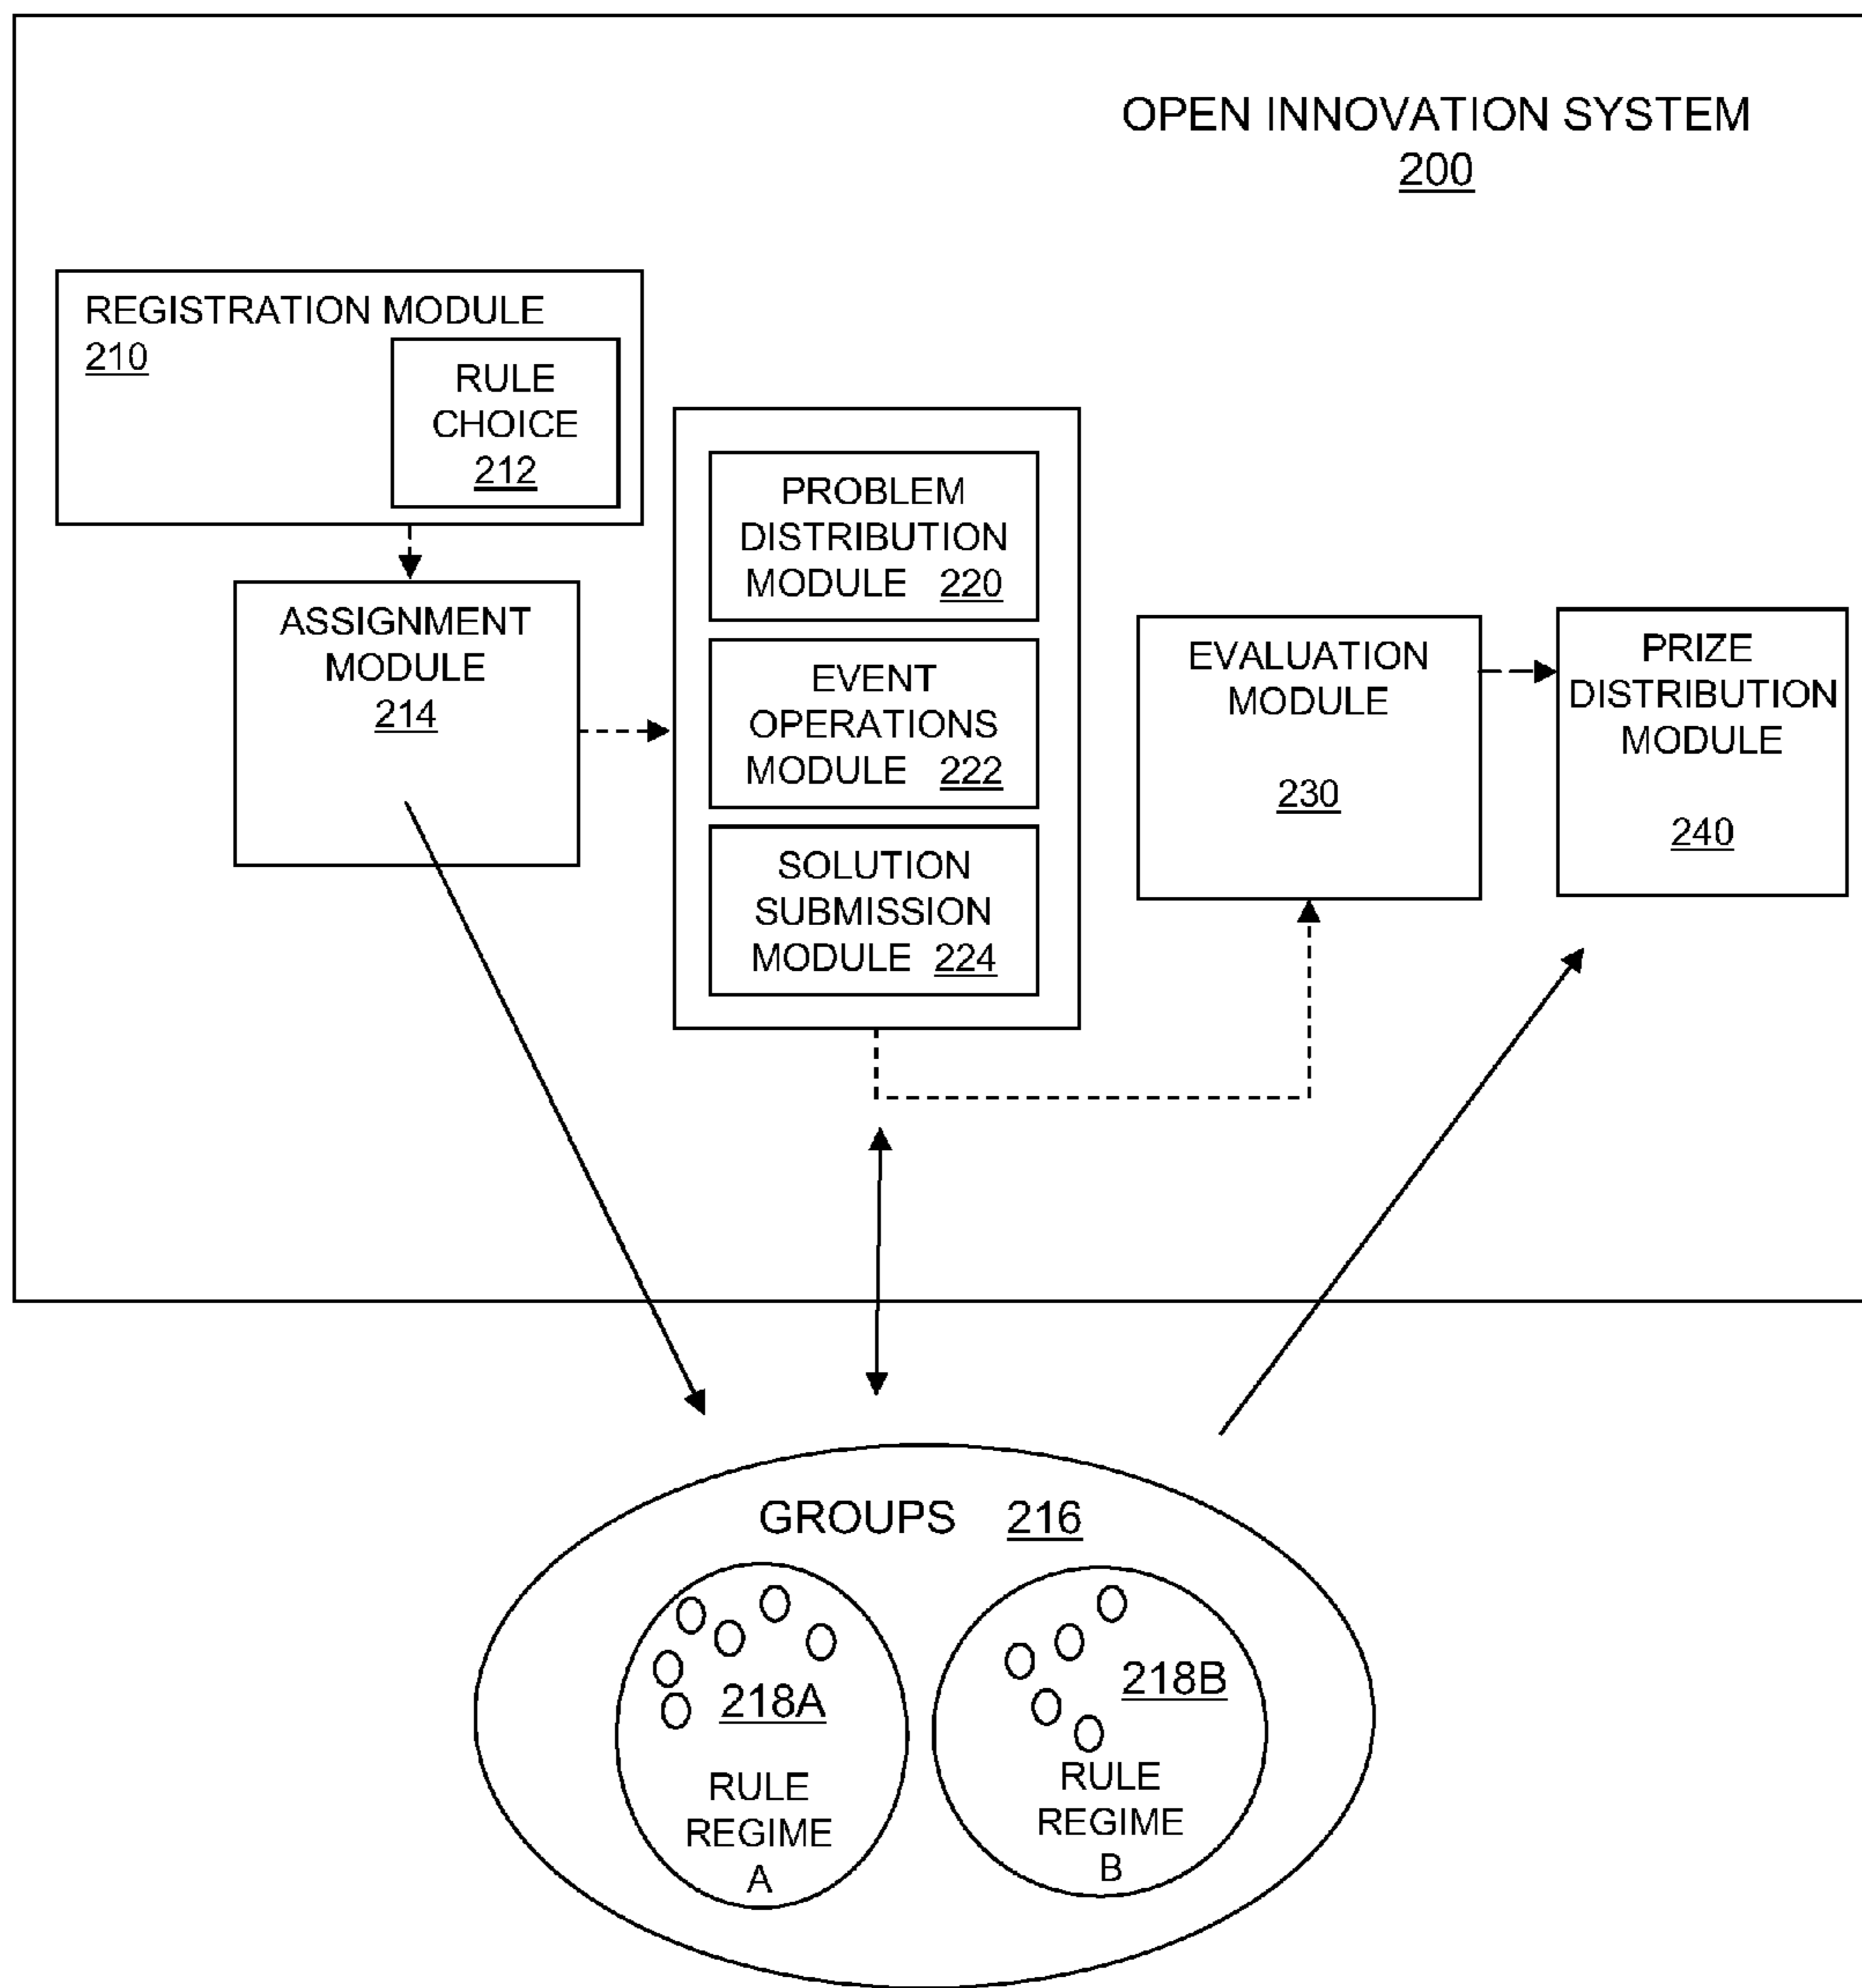 OPEN INNOVATION SYSTEM
200
REGISTRATION MODULE
210
RULE
CHOICE
212
ASSIGNMENT
MODULE
214
PROBLEM
DISTRIBUTION
MODULE 220
EVENT
OPERATIONS
MODULE 222
SOLUTION
SUBMISSION
MODULE 224
EVALUATION
MODULE
230
PRIZE
DISTRIBUTION
MODULE
240
GROUPS 216
218A
RULE
REGIME
A
218B
RULE
REGIME
B